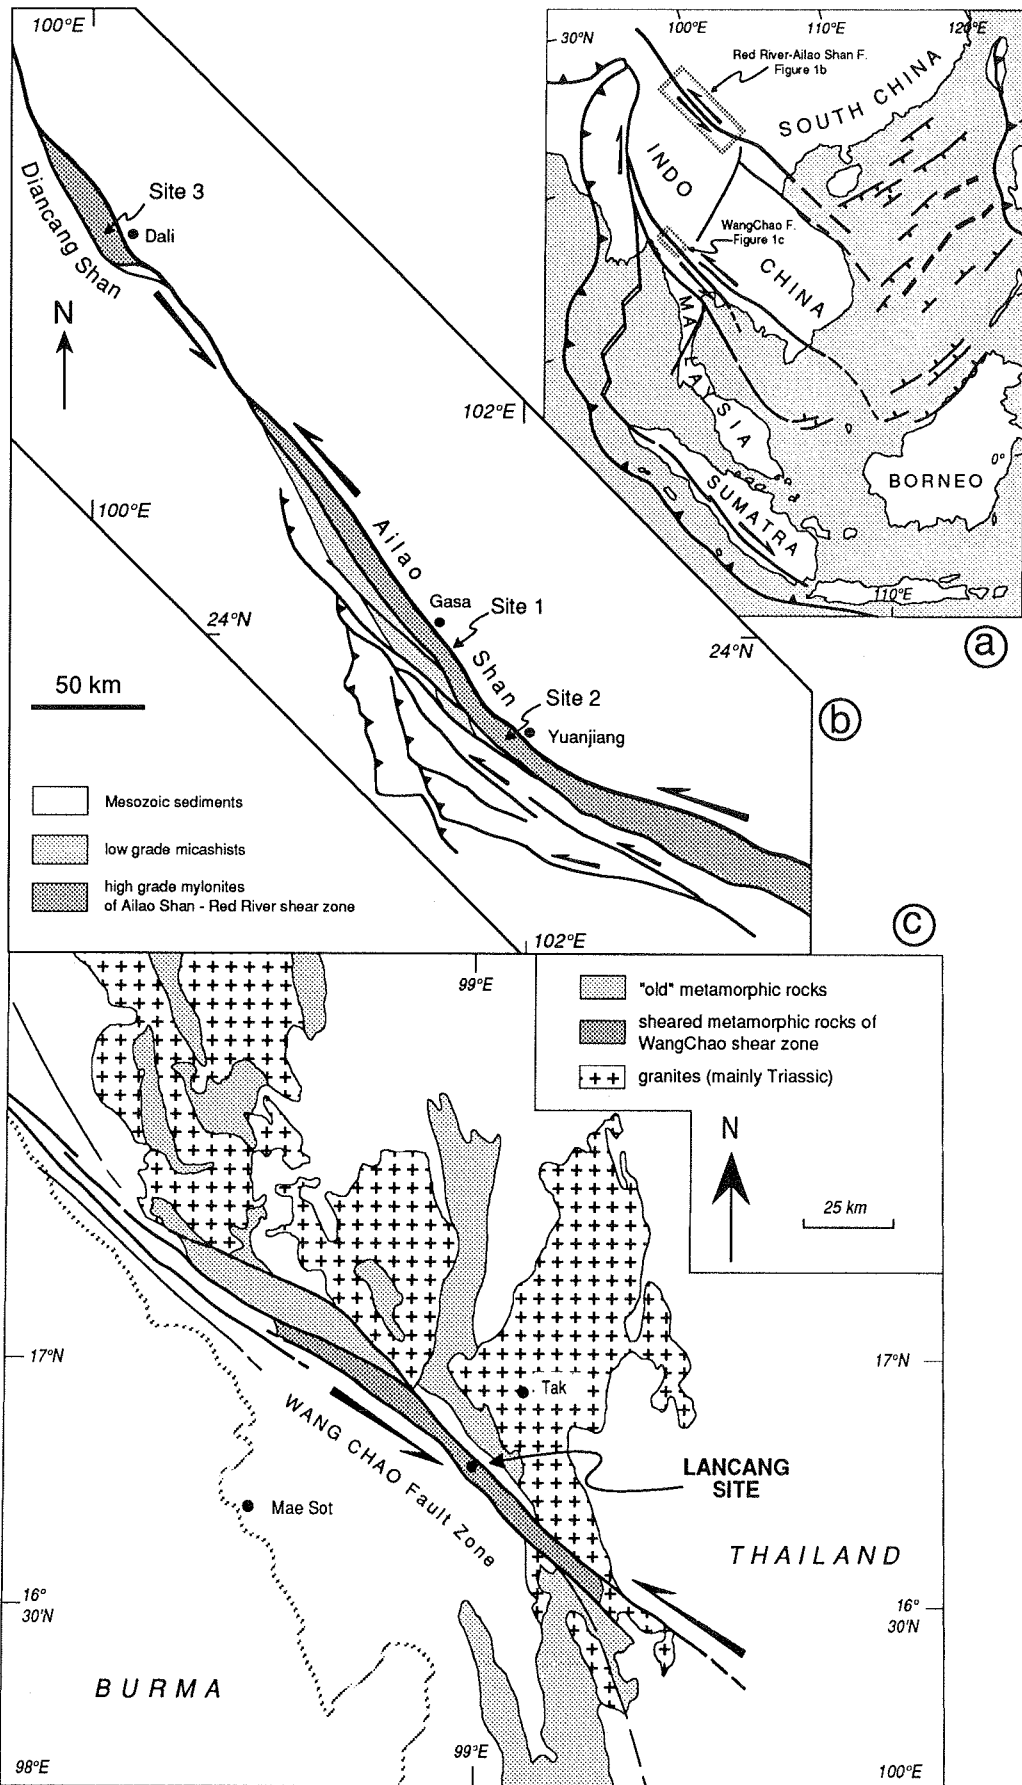 100°E
Site 3
Dali
Diancang Shan
N
102°E
100°E
Ailao Shan
Gasa
Site 1
24°N
24°N
50 km
Site 2
Yuanjiang
Mesozoic sediments
low grade micashists
high grade mylonites
of Ailao Shan - Red River shear zone
102°E
b
100°E
110°E
120°E
30°N
Red River-Ailao Shan F.
Figure 1b
SOUTH CHINA
INDO
CHINA
WangChao F.
Figure 1c
MALAYSIA
SUMATRA
BORNEO
0°
110°E
a
c
99°E
"old" metamorphic rocks
sheared metamorphic rocks of
WangChao shear zone
granites (mainly Triassic)
N
25 km
17°N
17°N
Tak
WANG CHAO Fault Zone
LANCANG
SITE
Mae Sot
THAILAND
16°
30'N
16°
30'N
BURMA
98°E
99°E
100°E